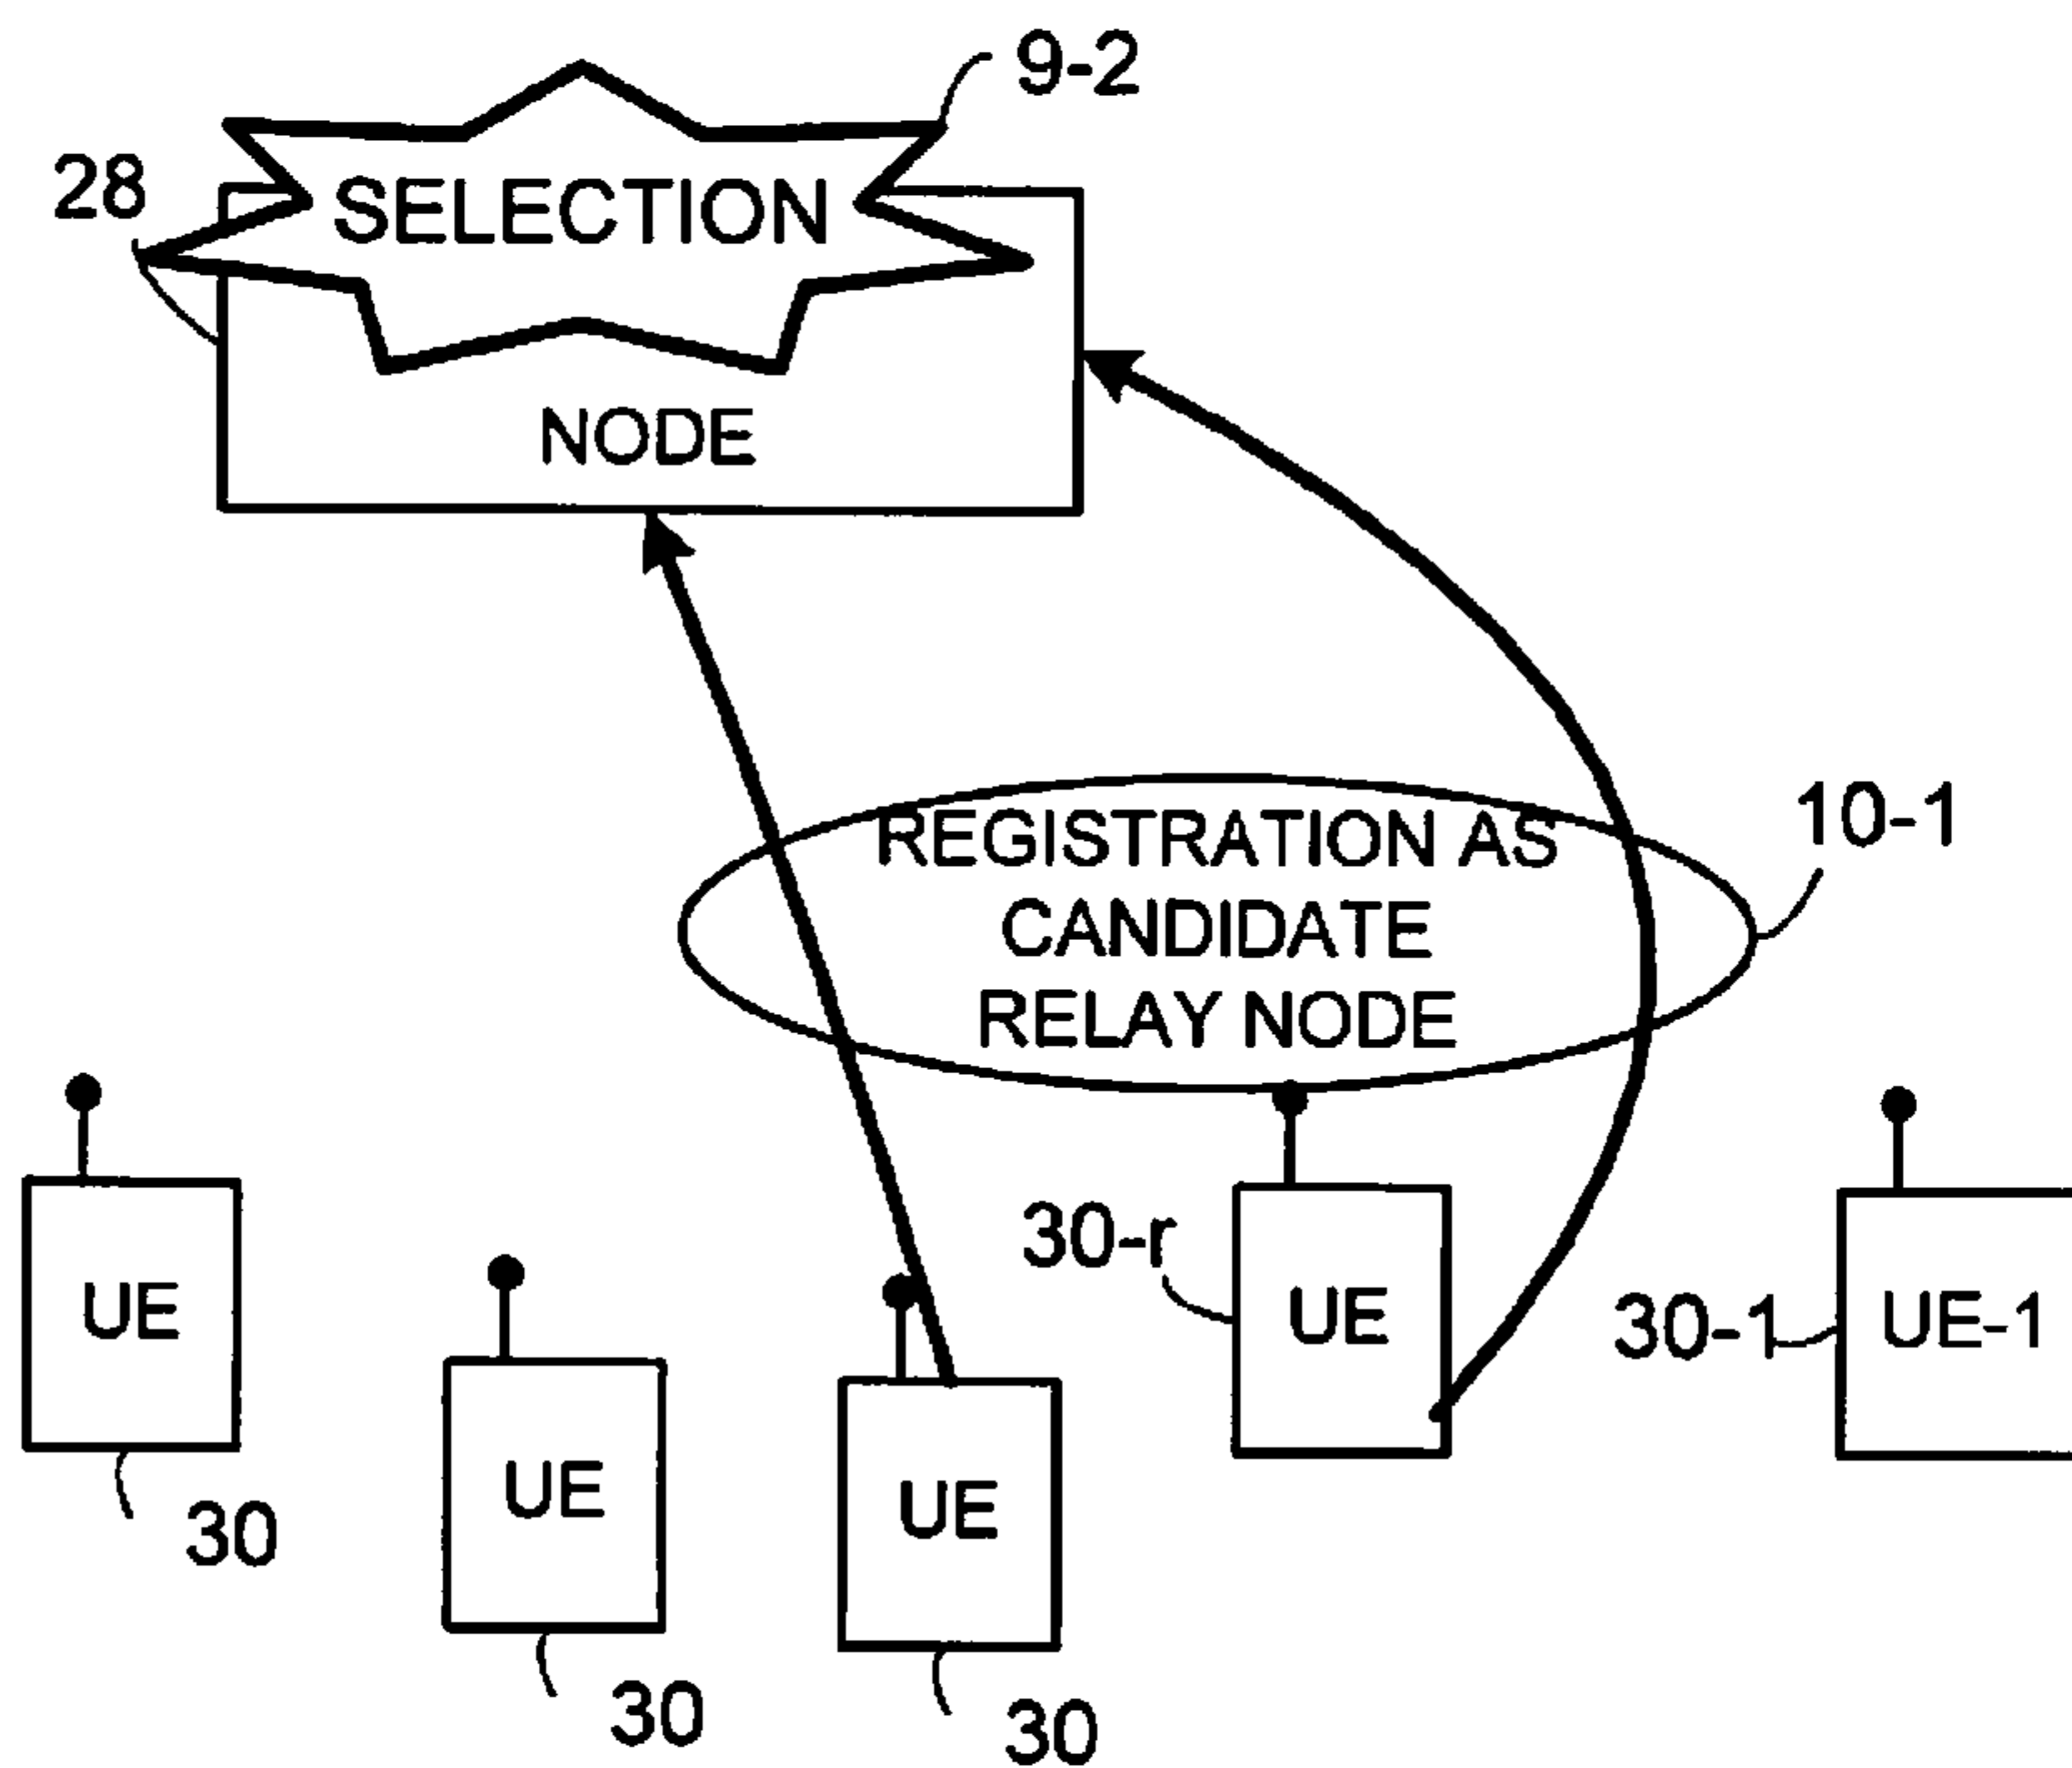 9-2
28
SELECTION
NODE
REGISTRATION AS
CANDIDATE
RELAY NODE
10-1
30-r
30-1
UE
UE
UE
UE
UE-1
30
30
30